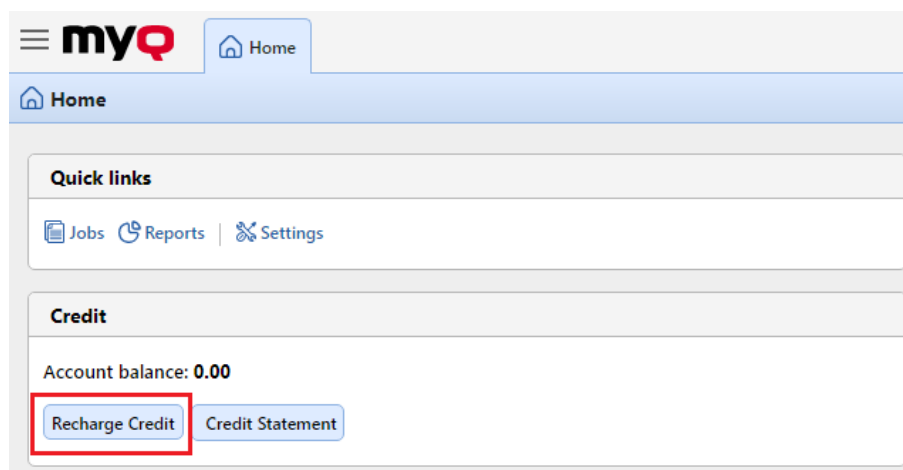 myQ Home
Home
Quick links
Jobs Reports | Settings
Credit
Account balance: 0.00
Recharge Credit Credit Statement